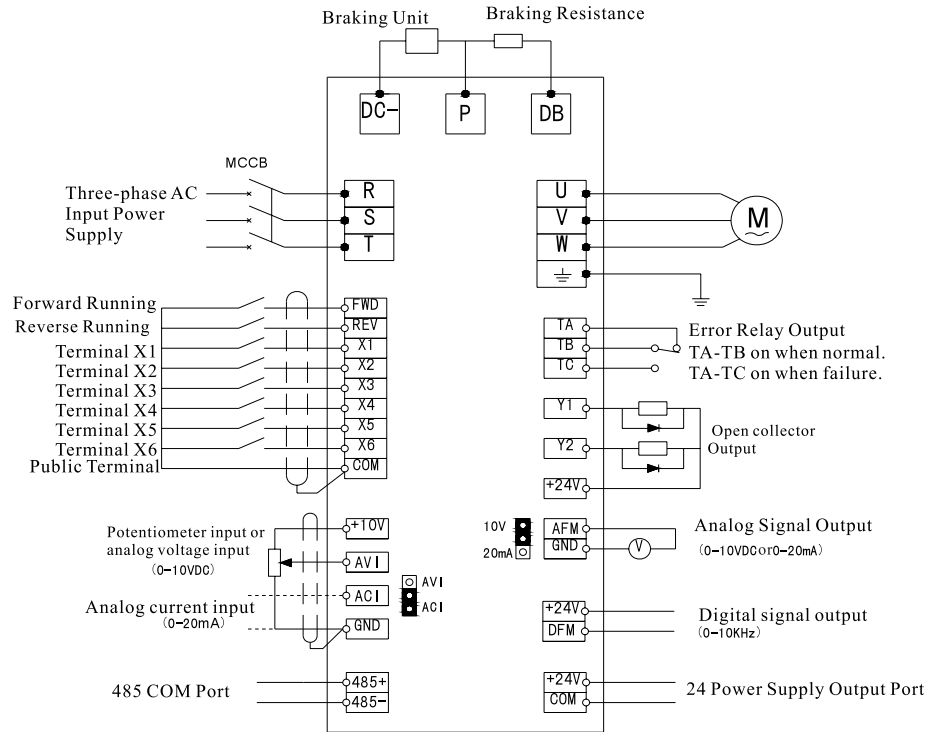 Braking Unit
Braking Resistance
DC-
P
DB
MCCB
Three-phase AC
Input Power
Supply
R
S
T
U
V
W
M
Forward Running
Reverse Running
Terminal X1
Terminal X2
Terminal X3
Terminal X4
Terminal X5
Terminal X6
Public Terminal
FWD
REV
X1
X2
X3
X4
X5
X6
COM
TA
TB
TC
Error Relay Output
TA-TB on when normal.
TA-TC on when failure.
Y1
Y2
+24V
Open collector
Output
Potentiometer input or
analog voltage input
(0-10VDC)
Analog current input
(0-20mA)
+10V
AVI
ACI
GND
AVI
ACI
10V
20mA
AFM
GND
V
Analog Signal Output
(0-10VDCor0-20mA)
+24V
DFM
Digital signal output
(0-10KHz)
485 COM Port
485+
485-
+24V
COM
24 Power Supply Output Port